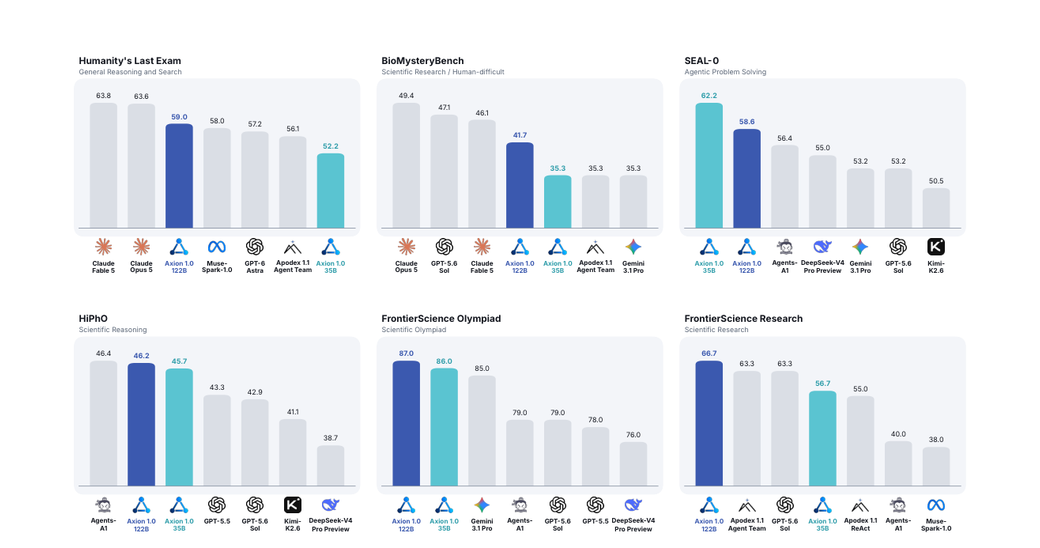 Humanity's Last Exam
General Reasoning and Search
63.8 63.6 59.0 58.0 57.2 56.1 52.2
Claude Fable 5
Claude Opus 5
Axion 1.0 122B
Muse-Spark-1.0
GPT-6 Astra
Apodex 1.1 Agent Team
Axion 1.0 35B
BioMysteryBench
Scientific Research / Human-difficult
49.4 47.1 46.1 41.7 35.3 35.3 35.3
Claude Opus 5
GPT-5.6 Sol
Claude Fable 5
Axion 1.0 122B
Axion 1.0 35B
Apodex 1.1 Agent Team
Gemini 3.1 Pro
SEAL-0
Agentic Problem Solving
62.2 58.6 56.4 55.0 53.2 53.2 50.5
Axion 1.0 35B
Axion 1.0 122B
Agents-A1
DeepSeek-V4 Pro Preview
Gemini 3.1 Pro
GPT-5.6 Sol
Kimi-K2.6
HiPhO
Scientific Reasoning
46.4 46.2 45.7 43.3 42.9 41.1 38.7
Agents-A1
Axion 1.0 122B
Axion 1.0 35B
GPT-5.5
GPT-5.6 Sol
Kimi-K2.6
DeepSeek-V4 Pro Preview
FrontierScience Olympiad
Scientific Olympiad
87.0 86.0 85.0 79.0 79.0 78.0 76.0
Axion 1.0 122B
Axion 1.0 35B
Gemini 3.1 Pro
Agents-A1
GPT-5.6 Sol
GPT-5.5
DeepSeek-V4 Pro Preview
FrontierScience Research
Scientific Research
66.7 63.3 63.3 56.7 55.0 40.0 38.0
Axion 1.0 122B
Apodex 1.1 Agent Team
GPT-5.6 Sol
Axion 1.0 35B
Apodex 1.1 ReAct
Agents-A1
Muse-Spark-1.0